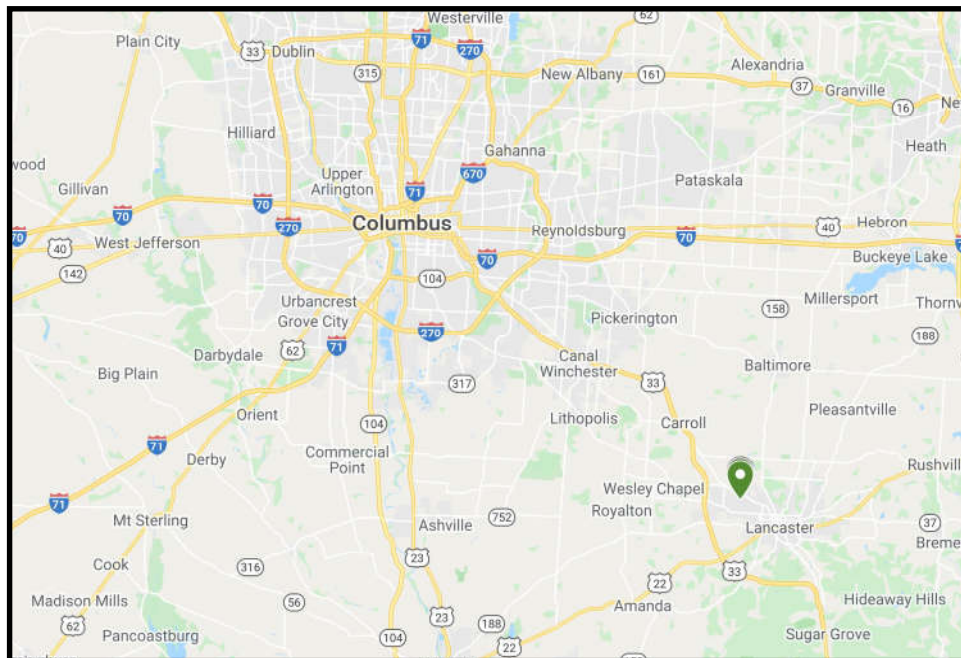 Westerville
62
Plain City
71
33
Dublin
270
Alexandria
315
New Albany
161
37
Granville
16
Hilliard
Gahanna
Heath
Upper
Arlington
670
71
Pataskala
Gillivan
70
70
Columbus
270
Reynoldsburg
40
Hebron
70
70
40
West Jefferson
70
Buckeye Lake
142
104
Urbancrest
Millersport
Grove City
158
Pickerington
270
188
71
62
Darbydale
Canal
Winchester
Baltimore
Big Plain
317
33
Pleasantville
Orient
Lithopolis
Carroll
104
71
Commercial
Point
Derby
Rushville
Wesley Chapel
71
Royalton
Mt Sterling
752
Ashville
Lancaster
37
23
Cook
316
33
22
Madison Mills
56
Amanda
Hideaway Hills
62
23
188
Pancoastburg
104
22
Sugar Grove